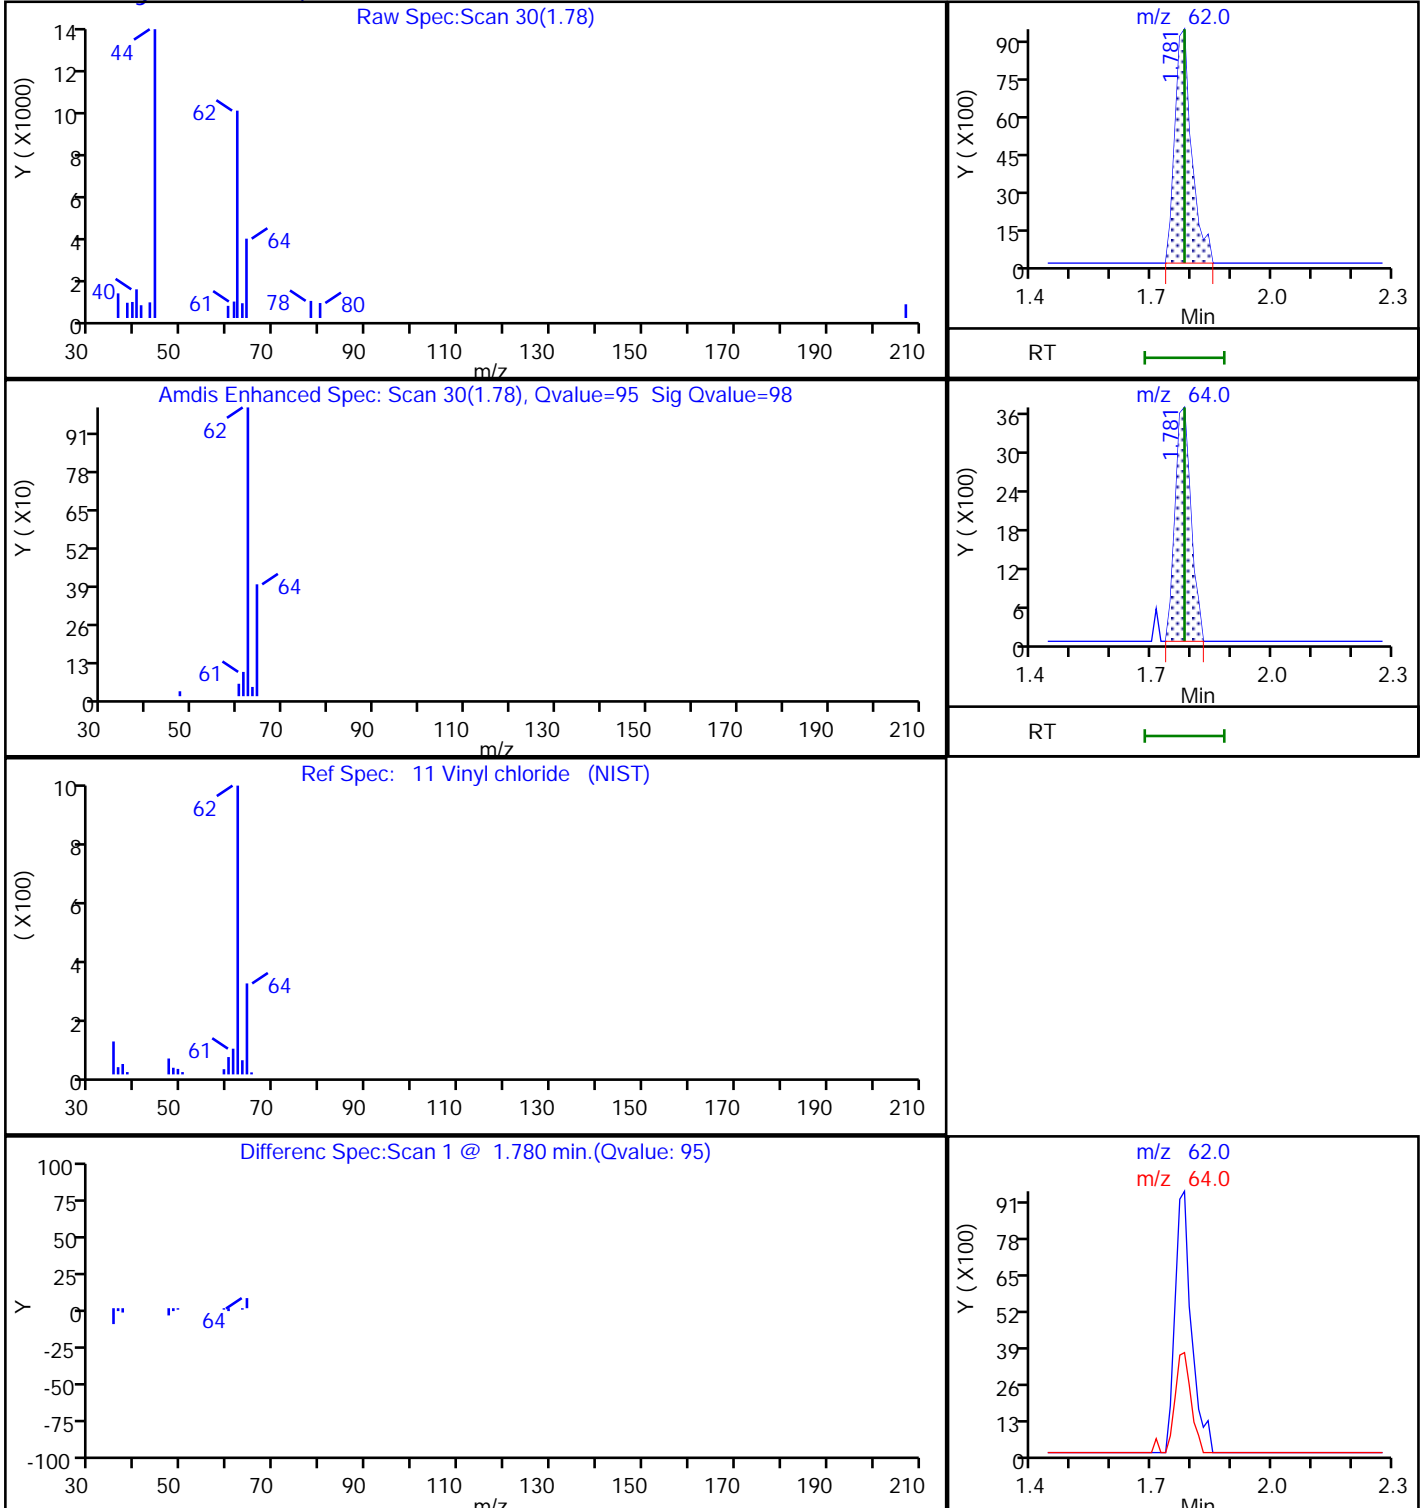 Raw Spec:Scan 30(1.78)
Y ( X1000)
14
12
10
8
6
4
2
0
44
62
64
40
61
78
80
30 50 70 90 110 130 150 170 190 210
m/z
m/z 62.0
Y ( X100)
90
75
60
45
30
15
0
1.781
1.4 1.7 2.0 2.3
Min
RT
Amdis Enhanced Spec: Scan 30(1.78), Qvalue=95 Sig Qvalue=98
Y ( X10)
91
78
65
52
39
26
13
0
62
64
61
30 50 70 90 110 130 150 170 190 210
m/z
m/z 64.0
Y ( X100)
36
30
24
18
12
6
0
1.781
1.4 1.7 2.0 2.3
Min
RT
Ref Spec: 11 Vinyl chloride (NIST)
( X100)
10
8
6
4
2
0
62
64
61
30 50 70 90 110 130 150 170 190 210
Differenc Spec:Scan 1 @ 1.780 min.(Qvalue: 95)
Y
100
75
50
25
0
-25
-50
-75
-100
64
30 50 70 90 110 130 150 170 190 210
m/z
m/z 62.0
m/z 64.0
Y ( X100)
91
78
65
52
39
26
13
0
1.4 1.7 2.0 2.3
Min